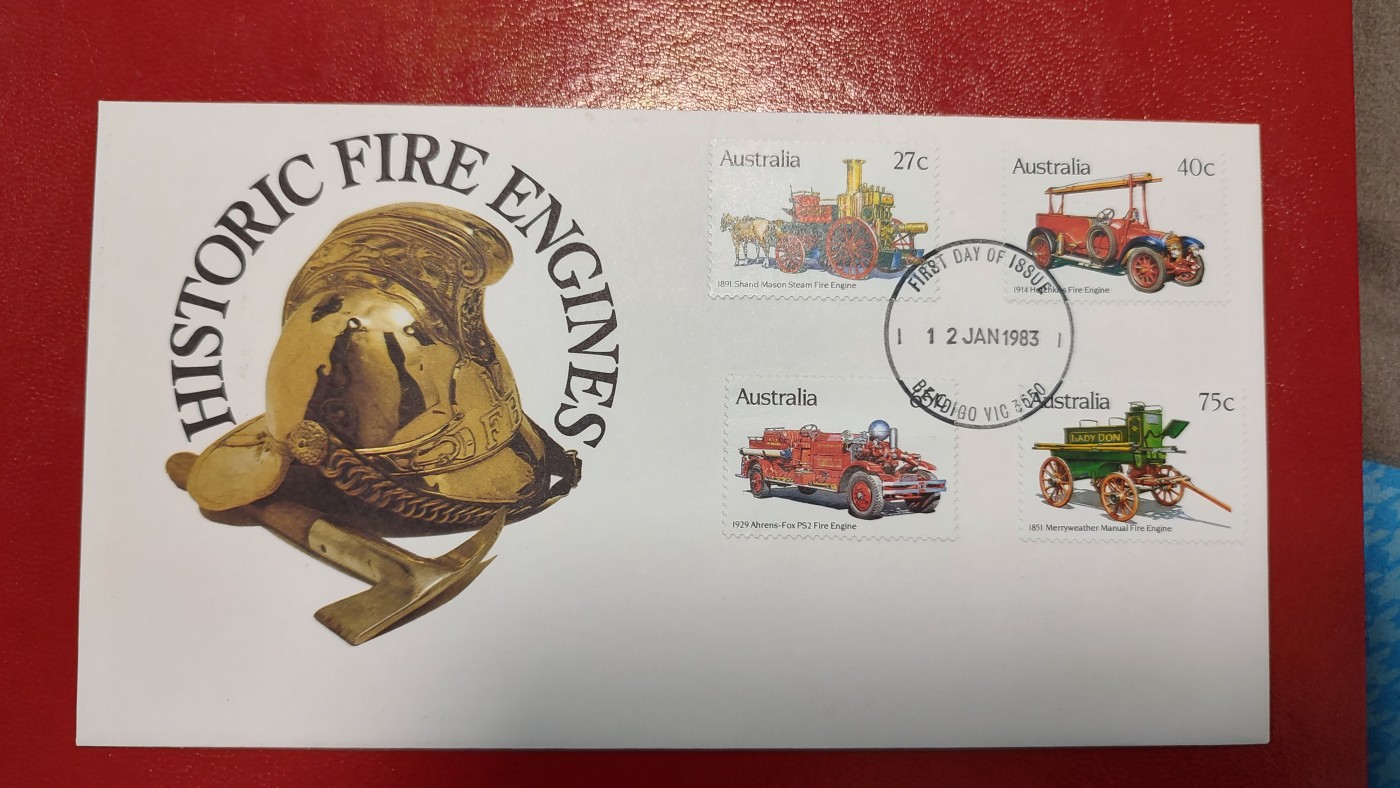 HISTORIC FIRE ENGINES
Australia 27c
1891 Shand Mason Steam Fire Engine
Australia 40c
1914 Hotchkiss Fire Engine
FIRST DAY OF ISSUE
12 JAN 1983
BENDIGO VIC 3550
Australia
1929 Ahrens-Fox PS2 Fire Engine
Australia 75c
LADY DON
1851 Merryweather Manual Fire Engine